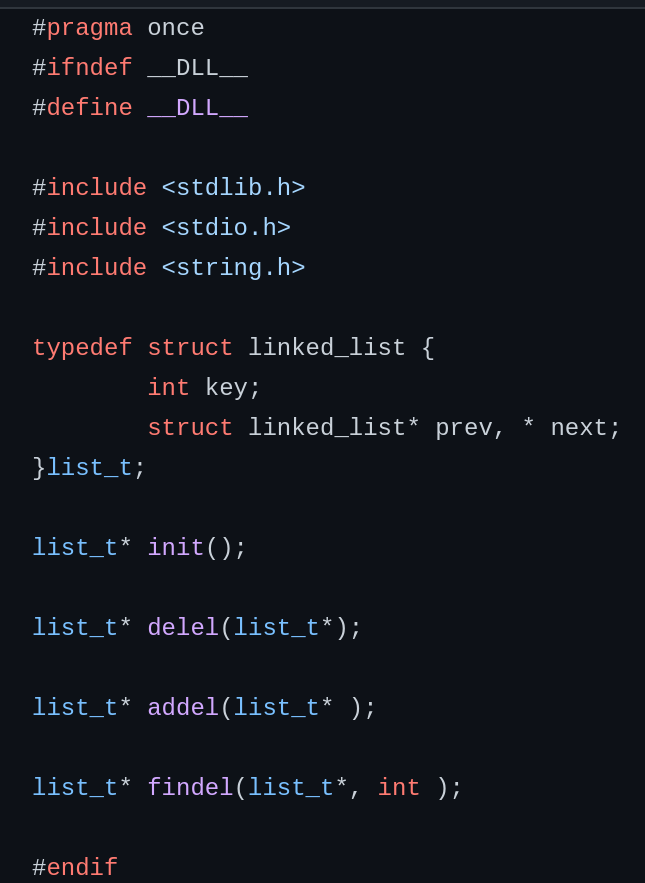 #pragma once
#ifndef __DLL__
#define __DLL__
#include <stdlib.h>
#include <stdio.h>
#include <string.h>
typedef struct linked_list {
        int key;
        struct linked_list* prev, * next;
}list_t;
list_t* init();
list_t* delel(list_t*);
list_t* addel(list_t* );
list_t* findel(list_t*, int );
#endif